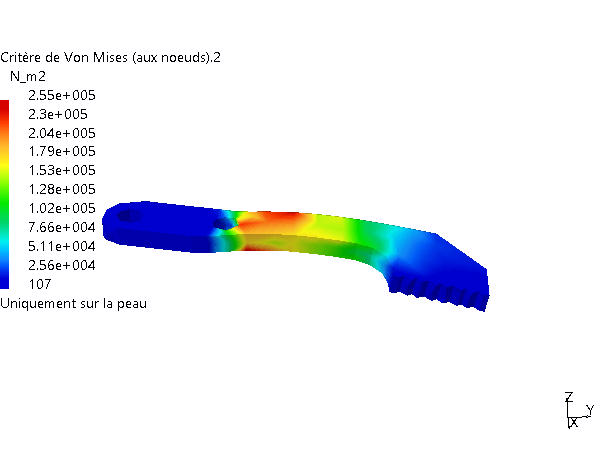 Critère de Von Mises (aux noeuds).2
N_m2
2.55e+005
2.3e+005
2.04e+005
1.79e+005
1.53e+005
1.28e+005
1.02e+005
7.66e+004
5.11e+004
2.56e+004
107
Uniquement sur la peau
Z
Y
X